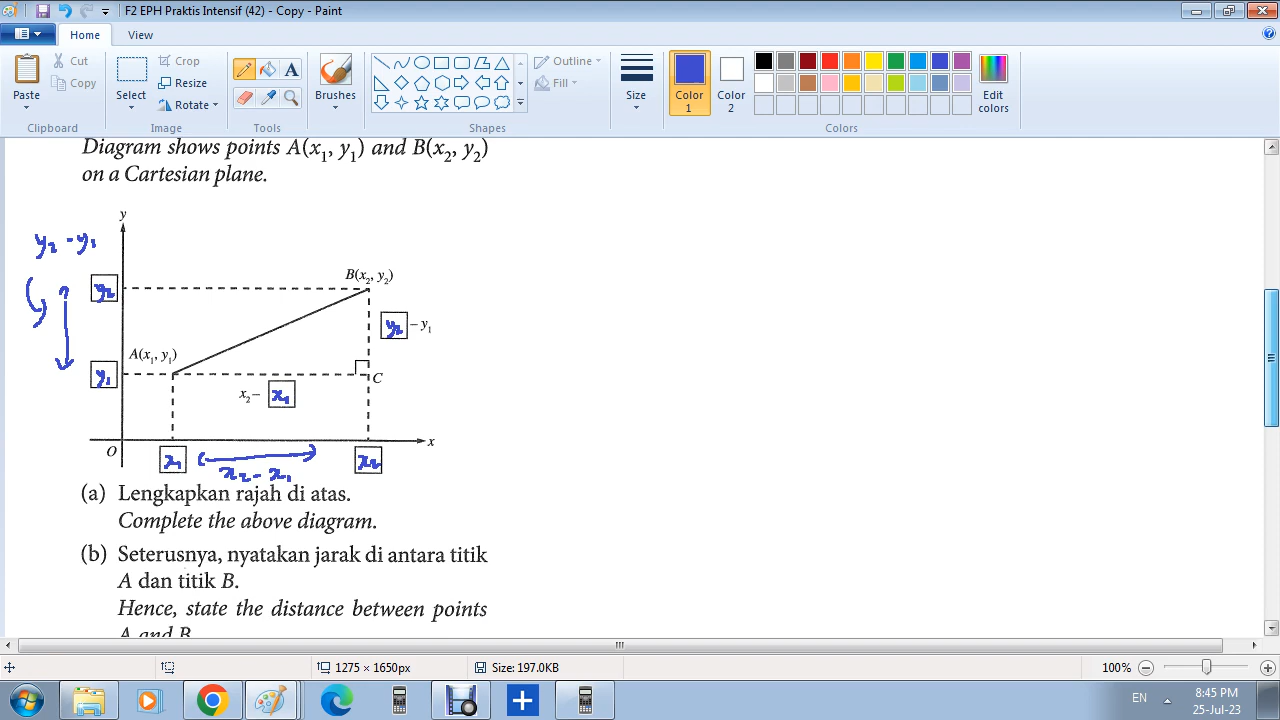 F2 EPH Praktis Intensif (42) - Copy - Paint
Home
View
Paste
Cut
Copy
Clipboard
Select
Crop
Resize
Rotate
Image
Tools
Brushes
Shapes
Outline
Fill
Size
Color 1
Color 2
Edit colors
Colors
Diagram shows points A(x₁, y₁) and B(x₂, y₂)
on a Cartesian plane.
y
y₂ - y₁
B(x₂, y₂)
y₂
y₂ – y₁
A(x₁, y₁)
y₁
C
x₂ – x₁
O
x
x₁
x₂
x₂ - x₁
(a) Lengkapkan rajah di atas.
Complete the above diagram.
(b) Seterusnya, nyatakan jarak di antara titik
A dan titik B.
Hence, state the distance between points
A and B.
1275 × 1650px
Size: 197.0KB
100%
EN
8:45 PM
25-Jul-23